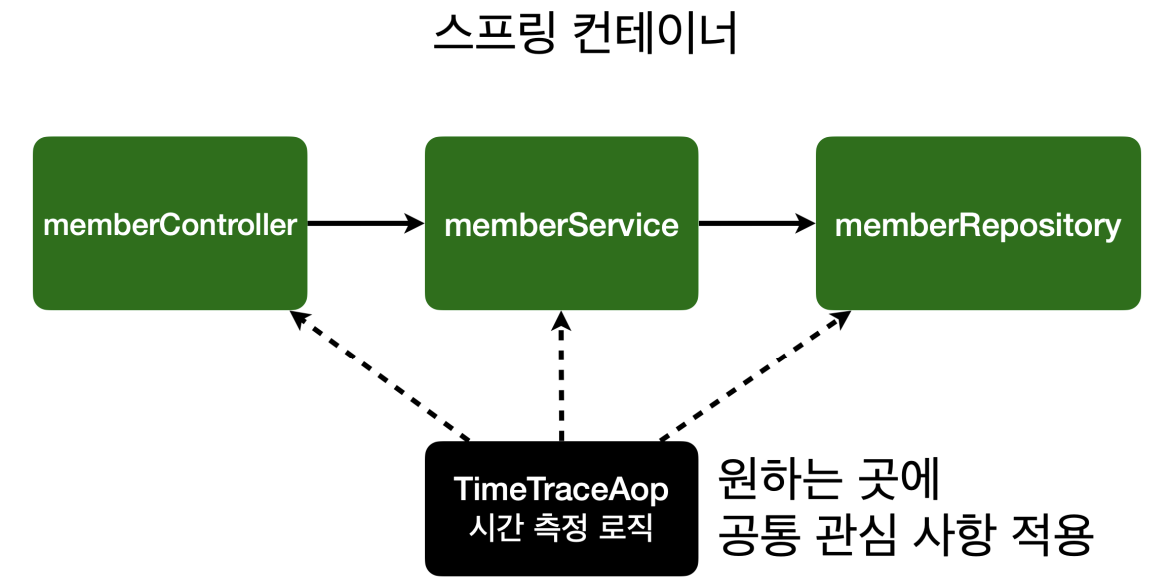 스프링 컨테이너
memberController
memberService
memberRepository
TimeTraceAop
시간 측정 로직
원하는 곳에
공통 관심 사항 적용